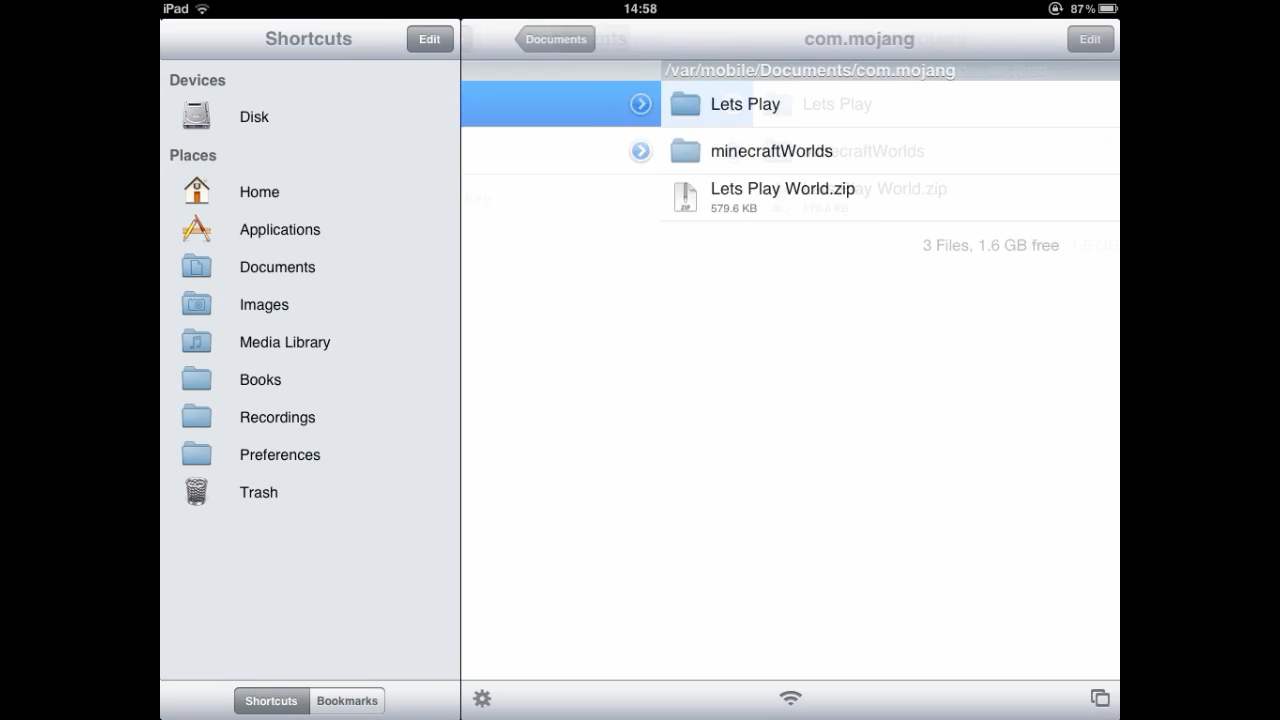 iPad
14:58
87%
Shortcuts
Edit
Documents
com.mojang
Edit
Devices
Disk
Places
Home
Applications
Documents
Images
Media Library
Books
Recordings
Preferences
Trash
Shortcuts
Bookmarks
/var/mobile/Documents/com.mojang
Lets Play
Lets Play
minecraftWorlds
Lets Play World.zip
579.6 KB
3 Files, 1.6 GB free